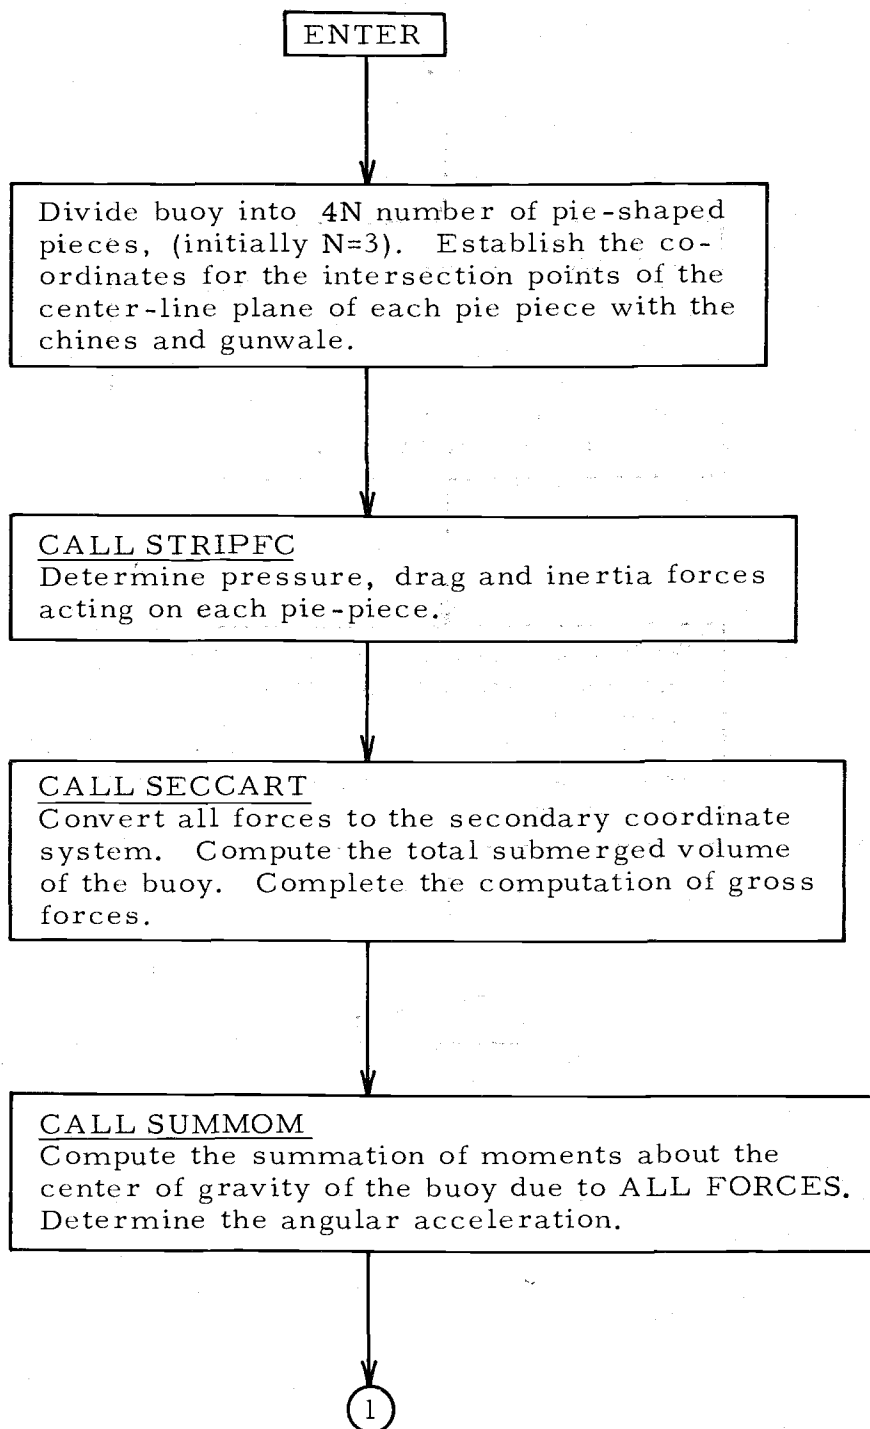 ENTER
Divide buoy into 4N number of pie-shaped
pieces, (initially N=3). Establish the co-
ordinates for the intersection points of the
center-line plane of each pie piece with the
chines and gunwale.
CALL STRIPFC
Determine pressure, drag and inertia forces
acting on each pie-piece.
CALL SECCART
Convert all forces to the secondary coordinate
system. Compute the total submerged volume
of the buoy. Complete the computation of gross
forces.
CALL SUMMOM
Compute the summation of moments about the
center of gravity of the buoy due to ALL FORCES.
Determine the angular acceleration.
1